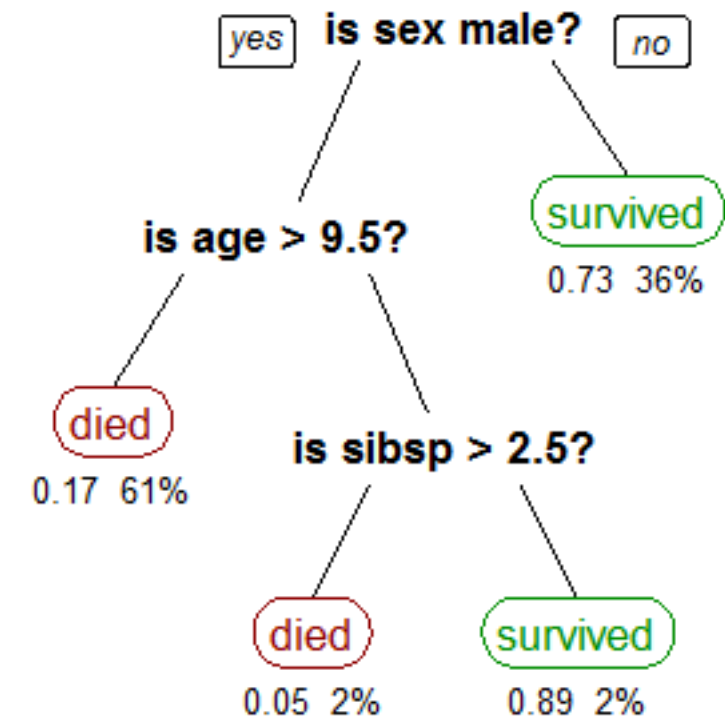 yes is sex male? no
survived
is age > 9.5?
0.73 36%
died
is sibsp > 2.5?
0.17 61%
died survived
0.05 2% 0.89 2%